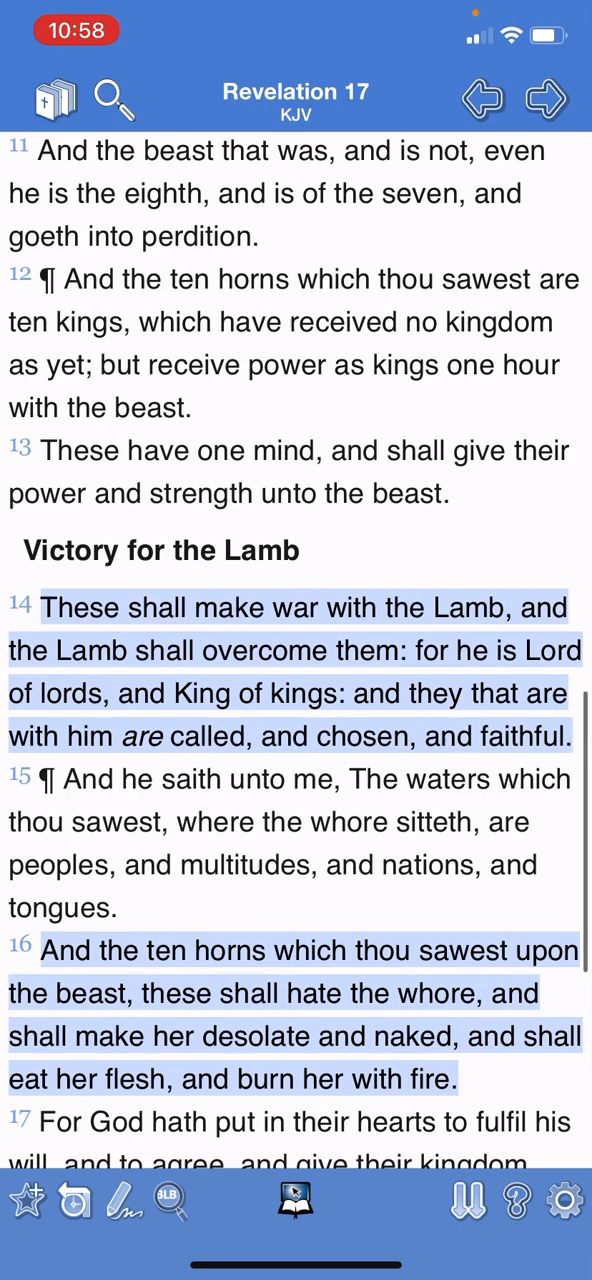 10:58
Revelation 17
KJV
11 And the beast that was, and is not, even
he is the eighth, and is of the seven, and
goeth into perdition.
12 ¶ And the ten horns which thou sawest are
ten kings, which have received no kingdom
as yet; but receive power as kings one hour
with the beast.
13 These have one mind, and shall give their
power and strength unto the beast.
Victory for the Lamb
14 These shall make war with the Lamb, and
the Lamb shall overcome them: for he is Lord
of lords, and King of kings: and they that are
with him are called, and chosen, and faithful.
15 ¶ And he saith unto me, The waters which
thou sawest, where the whore sitteth, are
peoples, and multitudes, and nations, and
tongues.
16 And the ten horns which thou sawest upon
the beast, these shall hate the whore, and
shall make her desolate and naked, and shall
eat her flesh, and burn her with fire.
17 For God hath put in their hearts to fulfil his
will, and to agree, and give their kingdom
BLB